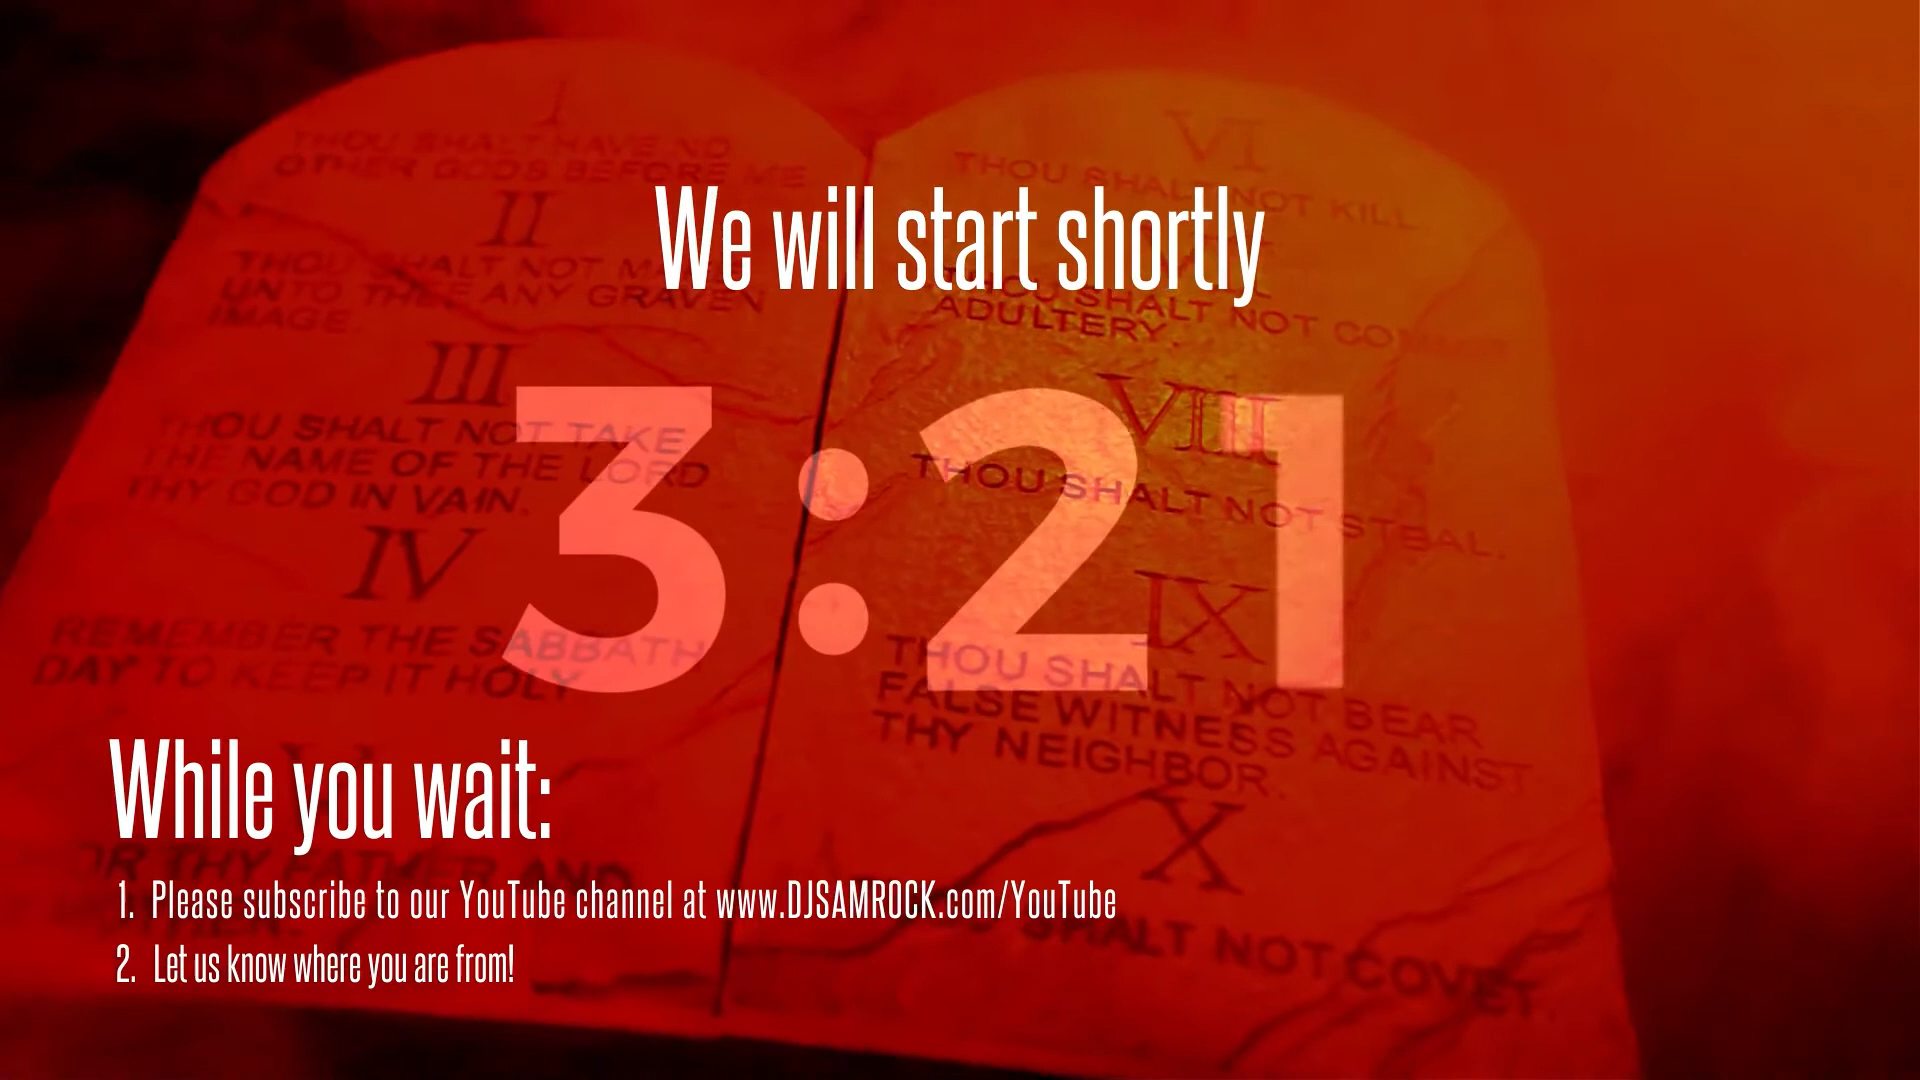 We will start shortly
3:21
While you wait:
1. Please subscribe to our YouTube channel at www.DJSAMROCK.com/YouTube
2. Let us know where you are from!
I
THOU SHALT HAVE NO
OTHER GODS BEFORE ME
II
THOU SHALT NOT
UNTO THEE ANY GRAVEN
IMAGE.
III
THOU SHALT NOT TAKE
THE NAME OF THE LORD
THY GOD IN VAIN.
IV
REMEMBER THE SABBATH
DAY TO KEEP IT HOLY
THY FATHER AND
VI
THOU SHALT NOT KILL
THOU SHALT NOT
ADULTERY.
VIII
THOU SHALT NOT STEAL.
IX
THOU SHALT NOT BEAR
FALSE WITNESS AGAINST
THY NEIGHBOR.
X
SHALT NOT COVET.